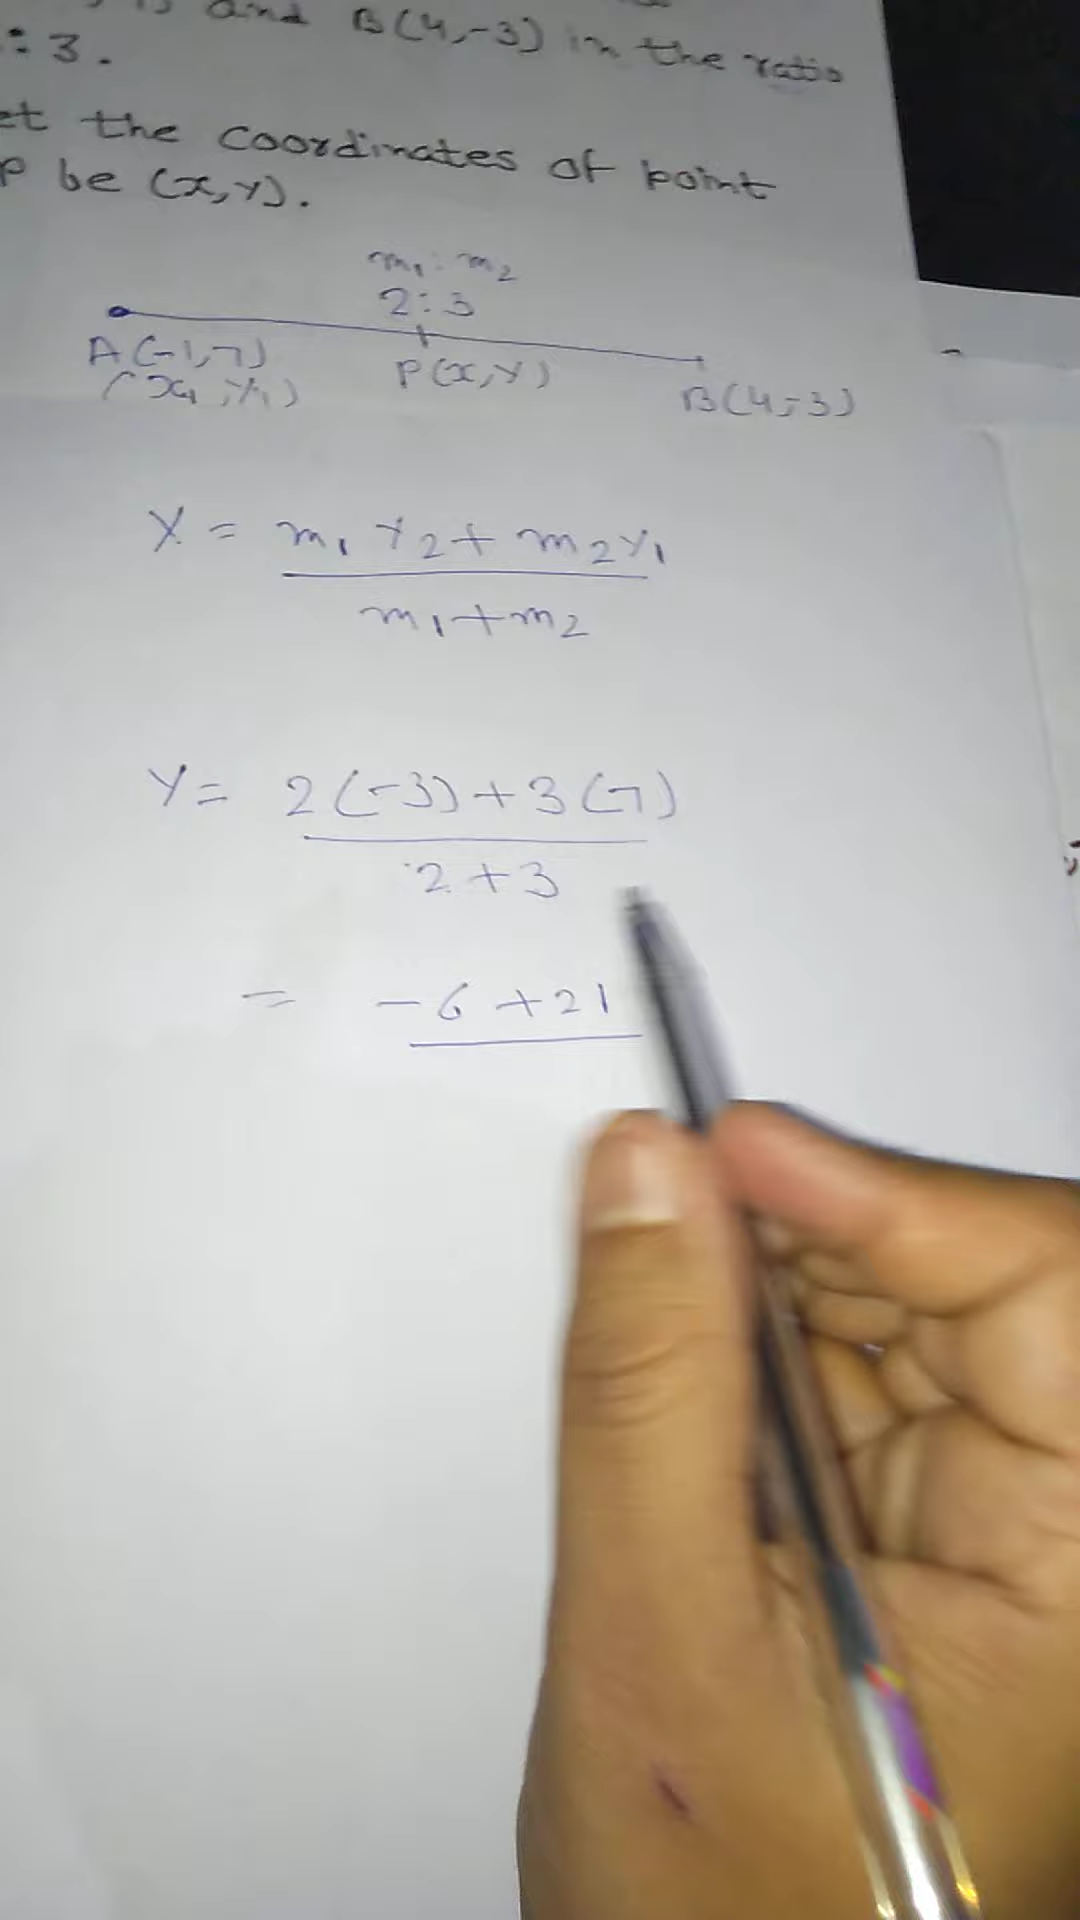 and B(4,-3) in the ratio
: 3.
et the coordinates of point
P be (x,y).
m1 : m2
2 : 3
A(-1,7)
(x1, y1)
P(x,y)
B(4,-3)
Y = m1 Y2 + m2 Y1
m1 + m2
Y = 2(-3) + 3(7)
2 + 3
= -6 + 21